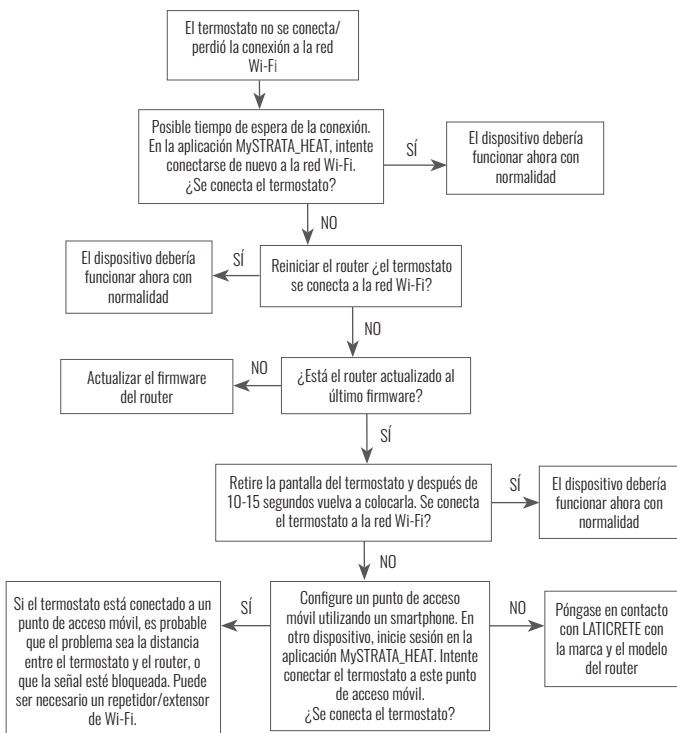 El termostato no se conecta/
perdió la conexión a la red
Wi-Fi
Posible tiempo de espera de la conexión.
En la aplicación MySTRATA_HEAT, intente
conectarse de nuevo a la red Wi-Fi.
¿Se conecta el termostato?
SÍ
El dispositivo debería
funcionar ahora con
normalidad
NO
El dispositivo debería
funcionar ahora con
normalidad
SÍ
Reiniciar el router ¿el termostato
se conecta a la red Wi-Fi?
NO
Actualizar el firmware
del router
NO
¿Está el router actualizado al
último firmware?
SÍ
Retire la pantalla del termostato y después de
10-15 segundos vuelva a colocarla. Se conecta
el termostato a la red Wi-Fi?
SÍ
El dispositivo debería
funcionar ahora con
normalidad
NO
Si el termostato está conectado a un
punto de acceso móvil, es probable
que el problema sea la distancia
entre el termostato y el router, o
que la señal esté bloqueada. Puede
ser necesario un repetidor/extensor
de Wi-Fi.
SÍ
Configure un punto de acceso
móvil utilizando un smartphone. En
otro dispositivo, inicie sesión en la
aplicación MySTRATA_HEAT. Intente
conectar el termostato a este punto
de acceso móvil.
¿Se conecta el termostato?
NO
Póngase en contacto
con LATICRETE con
la marca y el modelo
del router